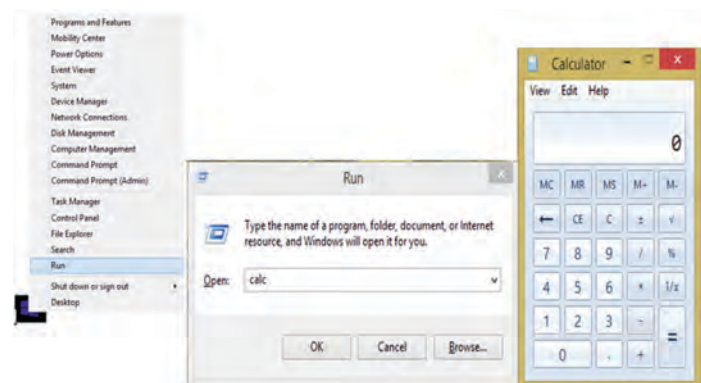 Programs and Features
Mobility Center
Power Options
Event Viewer
System
Device Manager
Network Connections
Disk Management
Computer Management
Command Prompt
Command Prompt (Admin)
Task Manager
Control Panel
File Explorer
Search
Run
Shut down or sign out
Desktop
Run
Type the name of a program, folder, document, or Internet
resource, and Windows will open it for you.
Open: calc
OK Cancel Browse...
Calculator
View Edit Help
0
MC MR MS M+ M-
← CE C ± √
7 8 9 / %
4 5 6 * 1/x
1 2 3 - =
0 . +